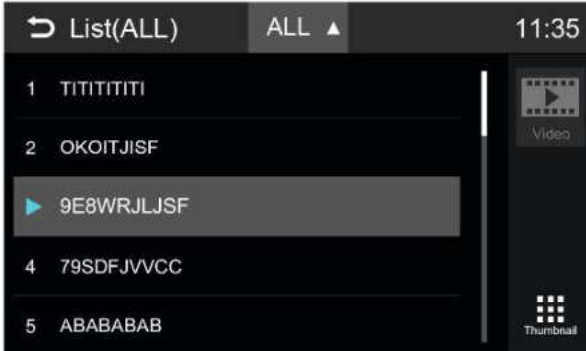 List(ALL)
ALL ▲
11:35
1 TITITITITI
2 OKOITJISF
9E8WRJLJSF
4 79SDFJVVCC
5 ABABABAB
Video
Thumbnail